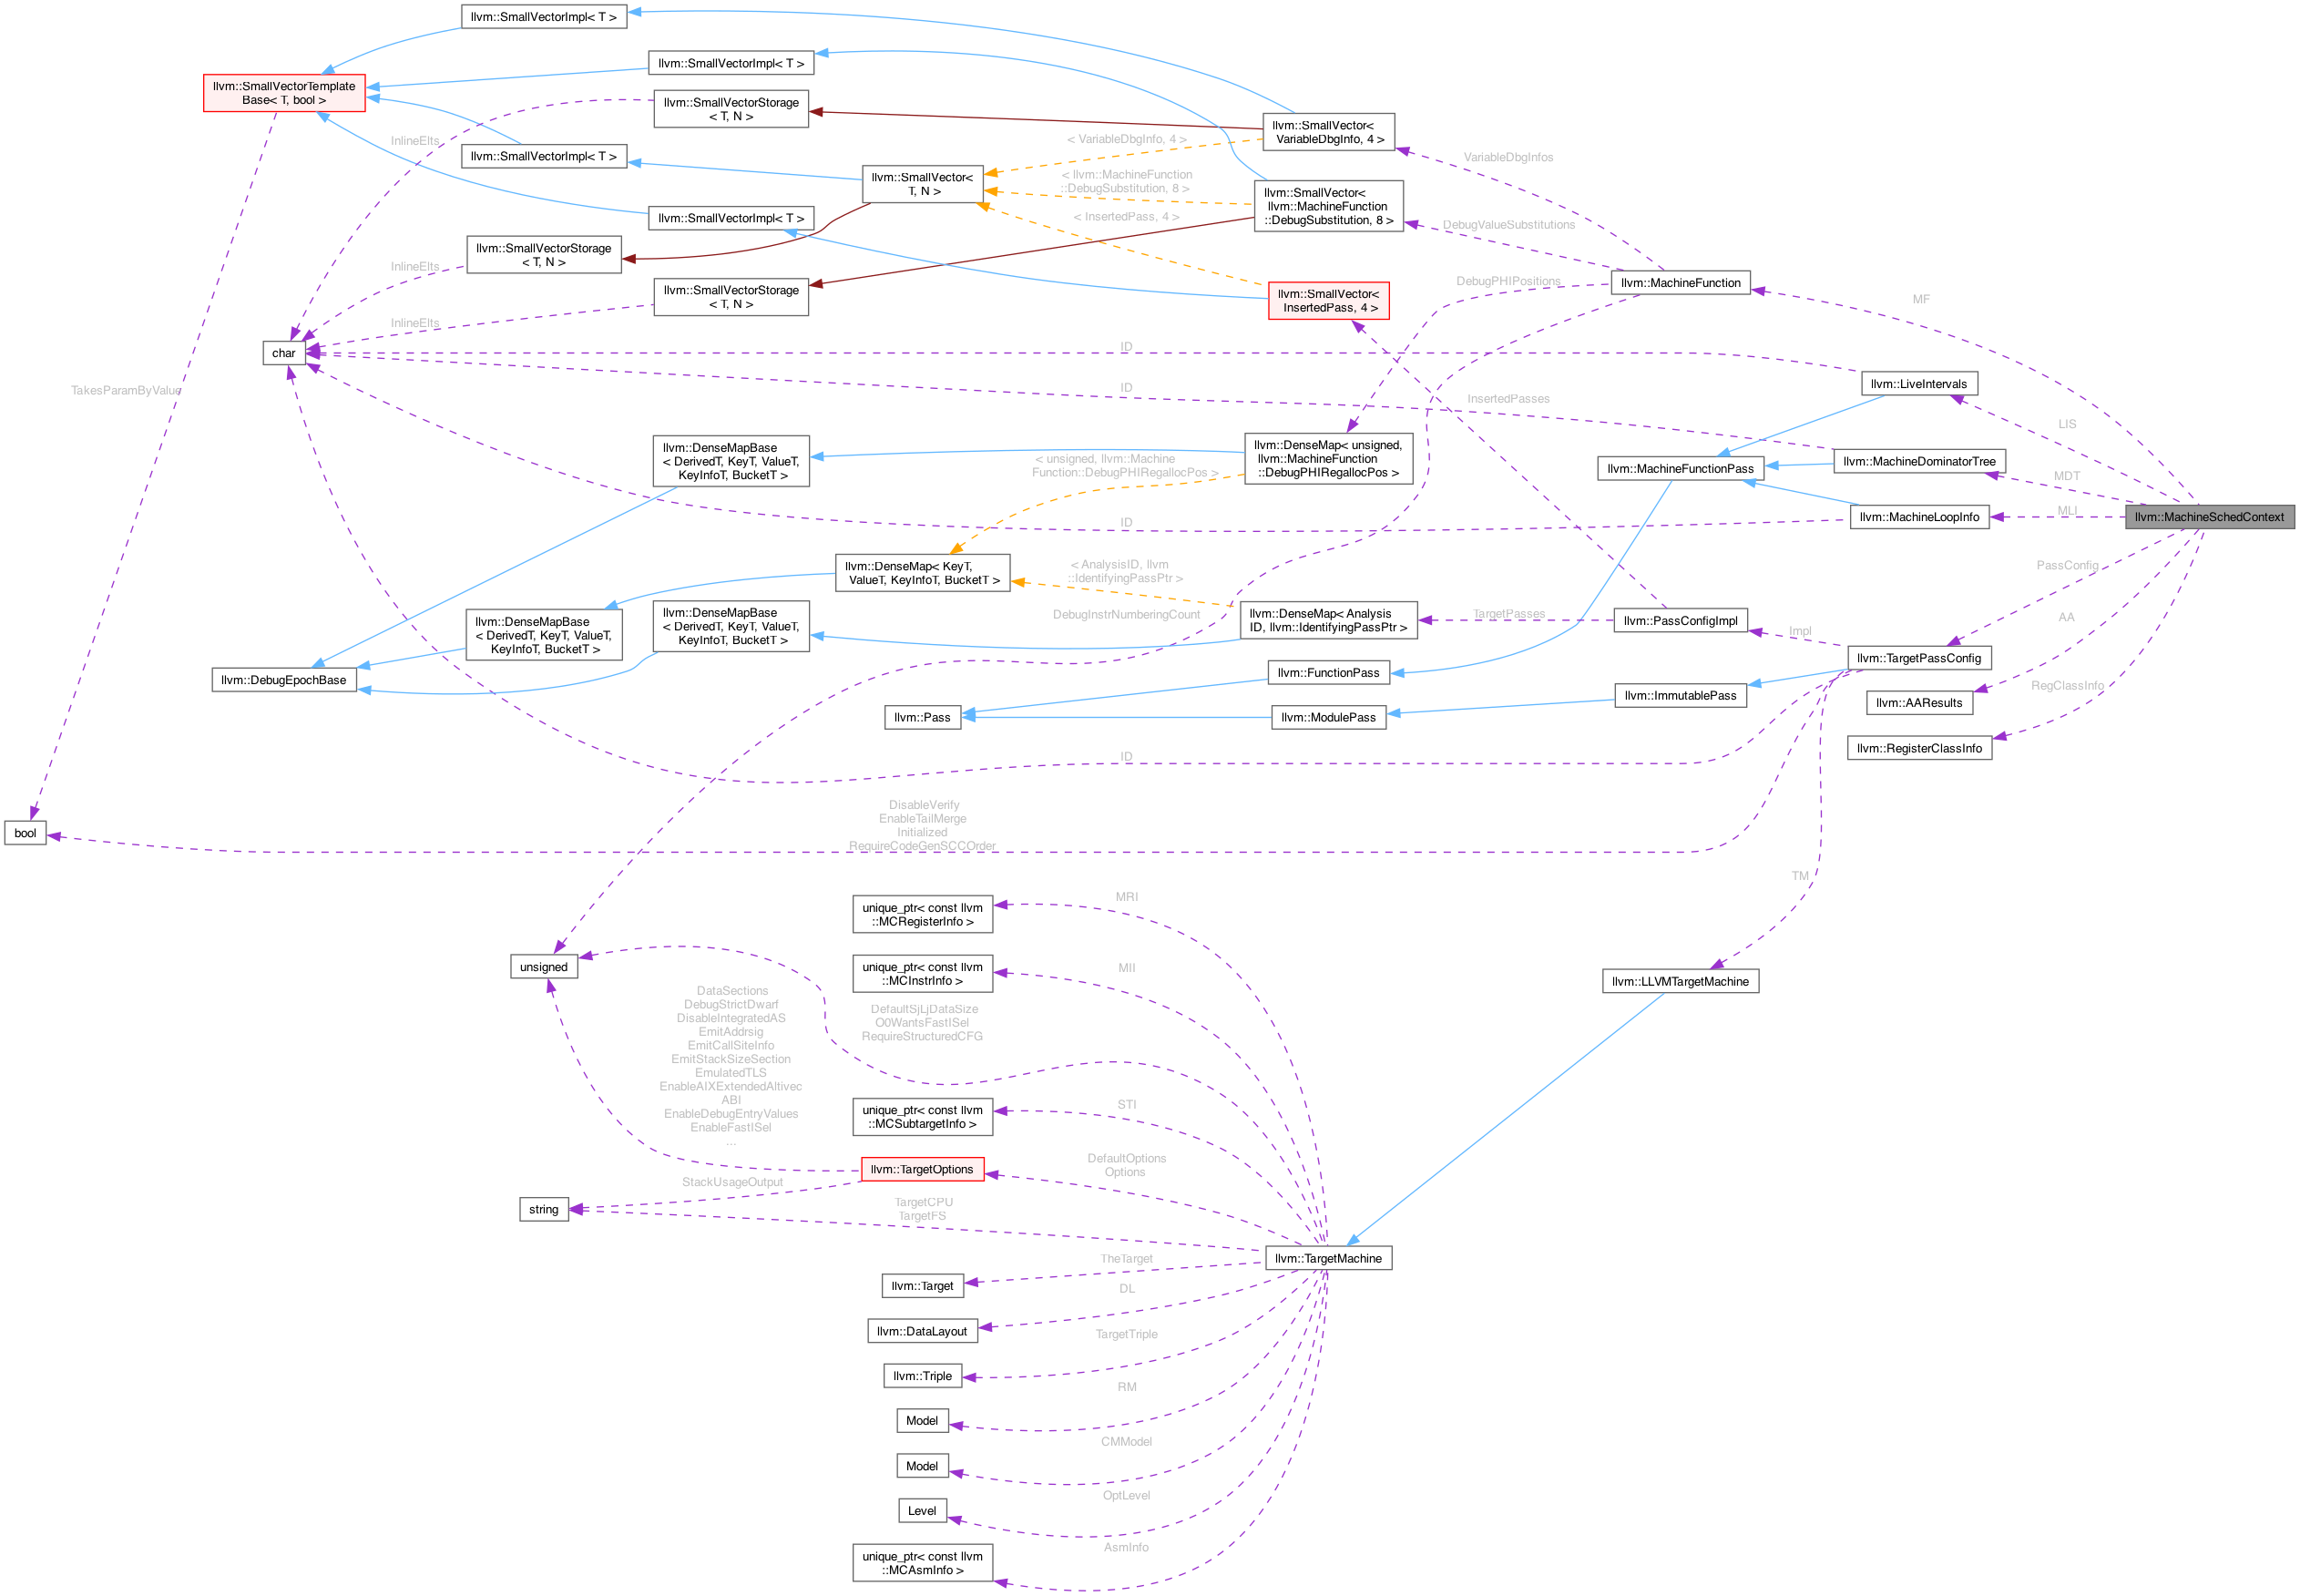 llvm::SmallVectorImpl< T >
llvm::SmallVectorImpl< T >
llvm::SmallVectorTemplate
Base< T, bool >
llvm::SmallVectorStorage
< T, N >
llvm::SmallVector<
VariableDbgInfo, 4 >
InlineElts
< VariableDbgInfo, 4 >
VariableDbgInfos
llvm::SmallVectorImpl< T >
llvm::SmallVector<
T, N >
< llvm::MachineFunction
::DebugSubstitution, 8 >
llvm::SmallVector<
llvm::MachineFunction
::DebugSubstitution, 8 >
llvm::SmallVectorImpl< T >
< InsertedPass, 4 >
DebugValueSubstitutions
llvm::SmallVectorStorage
< T, N >
InlineElts
llvm::SmallVectorStorage
< T, N >
llvm::SmallVector<
InsertedPass, 4 >
DebugPHIPositions
llvm::MachineFunction
MF
InlineElts
char
ID
TakesParamByValue
ID
llvm::LiveIntervals
InsertedPasses
LIS
llvm::DenseMapBase
< DerivedT, KeyT, ValueT,
KeyInfoT, BucketT >
< unsigned, llvm::Machine
Function::DebugPHIRegallocPos >
llvm::DenseMap< unsigned,
llvm::MachineFunction
::DebugPHIRegallocPos >
llvm::MachineFunctionPass
llvm::MachineDominatorTree
MDT
ID
llvm::MachineLoopInfo
MLI
llvm::MachineSchedContext
llvm::DenseMap< KeyT,
ValueT, KeyInfoT, BucketT >
< AnalysisID, llvm
::IdentifyingPassPtr >
PassConfig
llvm::DenseMapBase
< DerivedT, KeyT, ValueT,
KeyInfoT, BucketT >
llvm::DenseMapBase
< DerivedT, KeyT, ValueT,
KeyInfoT, BucketT >
DebugInstrNumberingCount
llvm::DenseMap< Analysis
ID, llvm::IdentifyingPassPtr >
TargetPasses
llvm::PassConfigImpl
Impl
AA
llvm::DebugEpochBase
llvm::FunctionPass
llvm::TargetPassConfig
llvm::ImmutablePass
llvm::AAResults
RegClassInfo
llvm::Pass
llvm::ModulePass
llvm::RegisterClassInfo
ID
bool
DisableVerify
EnableTailMerge
Initialized
RequireCodeGenSCCOrder
TM
unique_ptr< const llvm
::MCRegisterInfo >
MRI
unsigned
unique_ptr< const llvm
::MCInstrInfo >
MII
llvm::LLVMTargetMachine
DataSections
DebugStrictDwarf
DisableIntegratedAS
EmitAddrsig
EmitCallSiteInfo
EmitStackSizeSection
EmulatedTLS
EnableAIXExtendedAltivec
ABI
EnableDebugEntryValues
EnableFastISel
...
DefaultSjLjDataSize
O0WantsFastISel
RequireStructuredCFG
unique_ptr< const llvm
::MCSubtargetInfo >
STI
llvm::TargetOptions
DefaultOptions
Options
StackUsageOutput
string
TargetCPU
TargetFS
llvm::TargetMachine
llvm::Target
TheTarget
llvm::DataLayout
DL
llvm::Triple
TargetTriple
Model
RM
Model
CMModel
Level
OptLevel
unique_ptr< const llvm
::MCAsmInfo >
AsmInfo